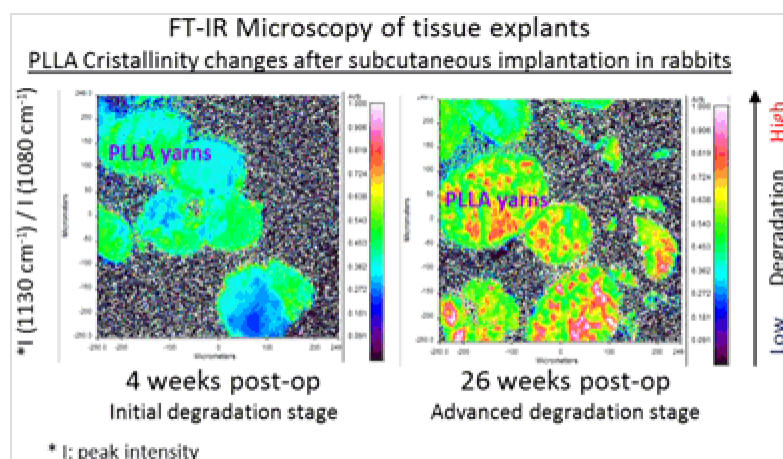 FT-IR Microscopy of tissue explants
PLLA Cristallinity changes after subcutaneous implantation in rabbits
*I (1130 cm⁻¹) / I (1080 cm⁻¹)
PLLA yarns
Micrometers
Micrometers
PLLA yarns
Micrometers
Micrometers
Low Degradation High
4 weeks post-op
26 weeks post-op
Initial degradation stage
Advanced degradation stage
* I: peak intensity